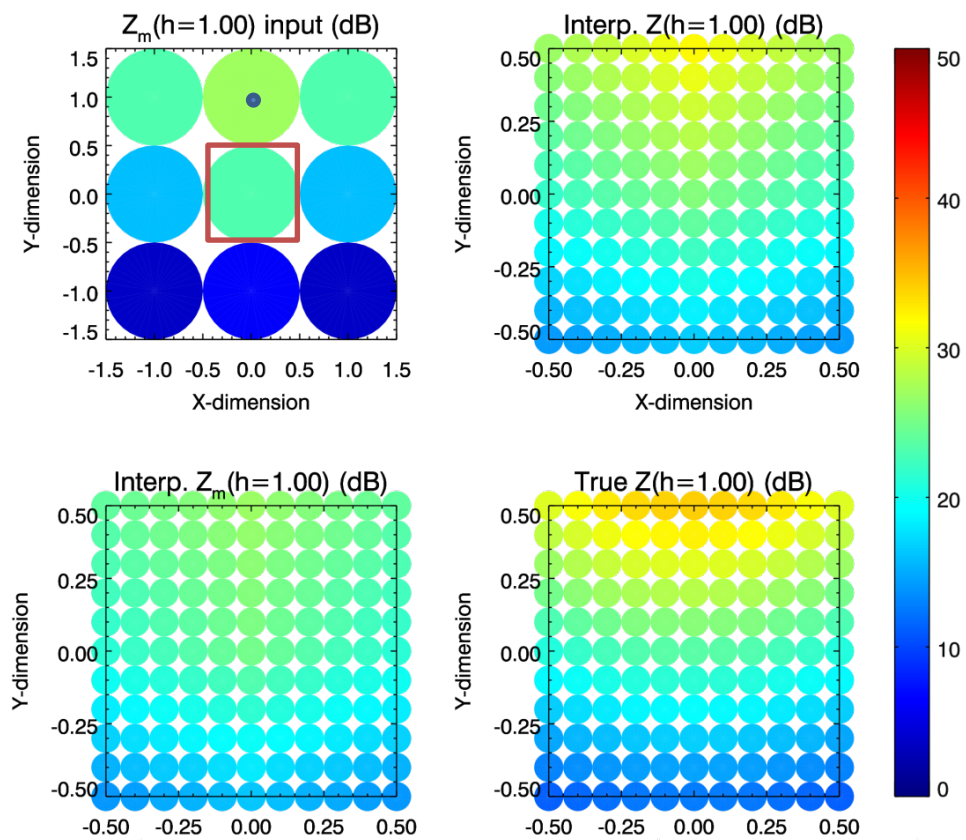 Zₘ(h=1.00) input (dB)
1.5
1.0
0.5
0.0
-0.5
-1.0
-1.5
Y-dimension
-1.5 -1.0 -0.5 0.0 0.5 1.0 1.5
X-dimension
Interp. Z(h=1.00) (dB)
0.50
0.25
0.00
-0.25
-0.50
Y-dimension
-0.50 -0.25 0.00 0.25 0.50
X-dimension
50
40
30
20
10
0
Interp. Zₘ(h=1.00) (dB)
0.50
0.25
0.00
-0.25
-0.50
Y-dimension
-0.50 -0.25 0.00 0.25 0.50
True Z(h=1.00) (dB)
0.50
0.25
0.00
-0.25
-0.50
Y-dimension
-0.50 -0.25 0.00 0.25 0.50